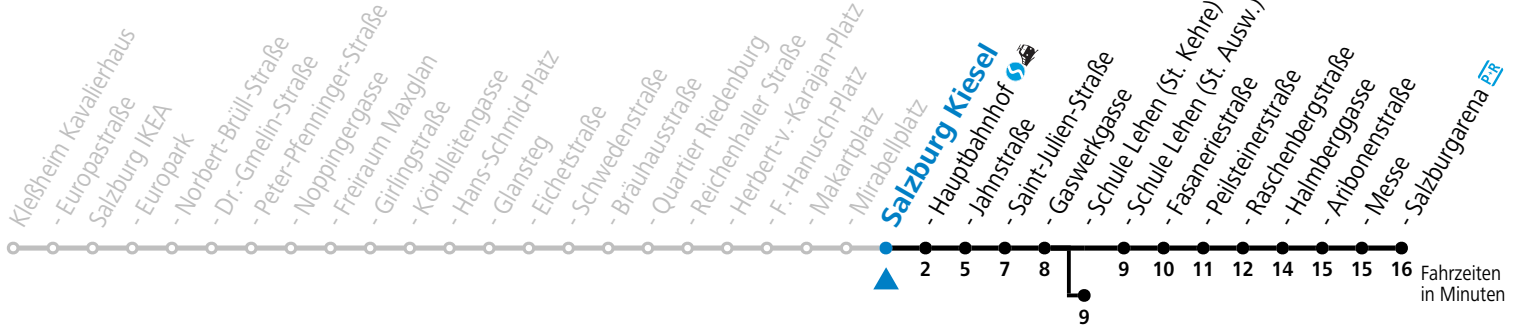 Kleßheim Kavalierhaus
- Europastraße
Salzburg IKEA
- Europark
- Norbert-Brüll-Straße
- Dr.-Gmelin-Straße
- Peter-Pfenninger-Straße
- Noppingergasse
- Freiraum Maxglan
- Girlingstraße
- Korblleitengasse
- Hans-Schmid-Platz
- Glansteg
- Eichetstraße
- Schwedenstraße
- Bräuhausstraße
- Quartier Riedenburg
- Reichenhaller Straße
- Herbert-v.-Karajan-Platz
- F.-Hanusch-Platz
- Makartplatz
- Mirabellplatz
Salzburg Kiesel
- Hauptbahnhof
- Jahnstraße
- Saint-Julien-Straße
- Gaswerkgasse
- Schule Lehen (St. Kehre)
- Schule Lehen (St. Ausw.)
- Fasaneriestraße
- Peilsteinerstraße
- Raschenbergstraße
- Halmberggasse
- Aribonenstraße
- Messe
- Salzburgarena P+R
2 5 7 8 9 10 11 12 14 15 15 16
9
Fahrzeiten
in Minuten